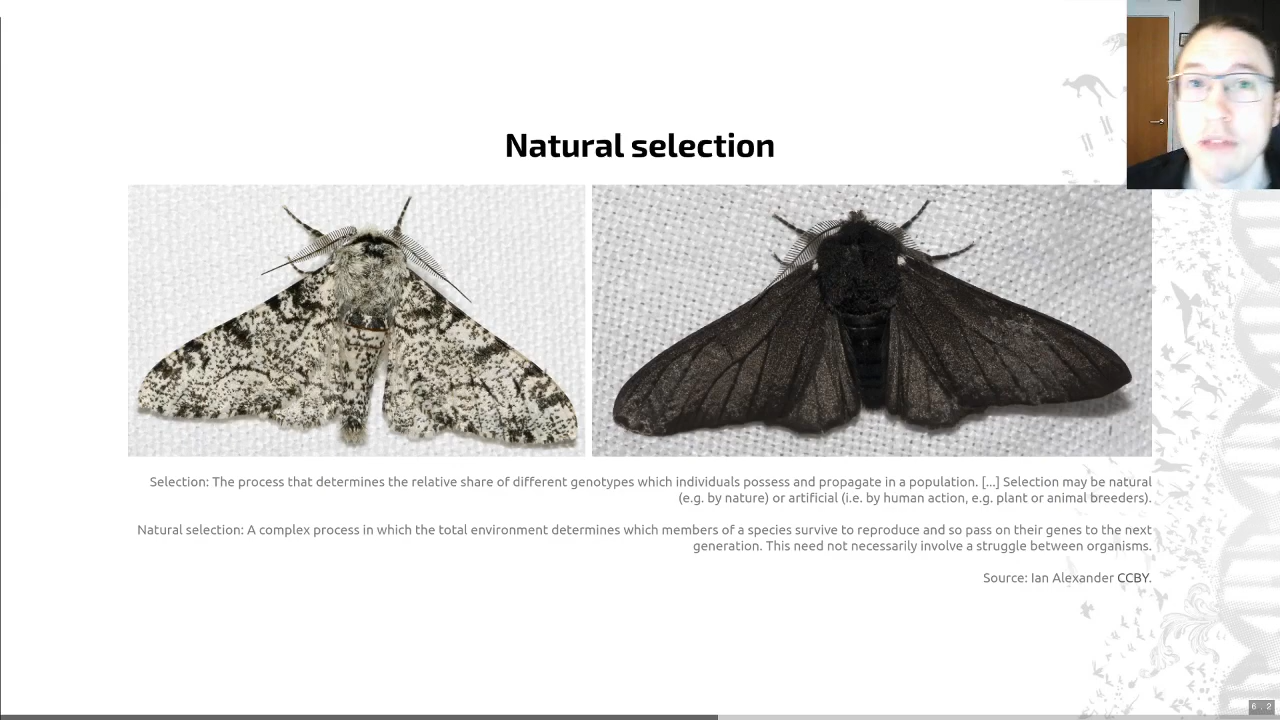 Natural selection
Selection: The process that determines the relative share of different genotypes which individuals possess and propagate in a population. [...] Selection may be natural
(e.g. by nature) or artificial (i.e. by human action, e.g. plant or animal breeders).
Natural selection: A complex process in which the total environment determines which members of a species survive to reproduce and so pass on their genes to the next
generation. This need not necessarily involve a struggle between organisms.
Source: Ian Alexander CCBY.
6 . 2